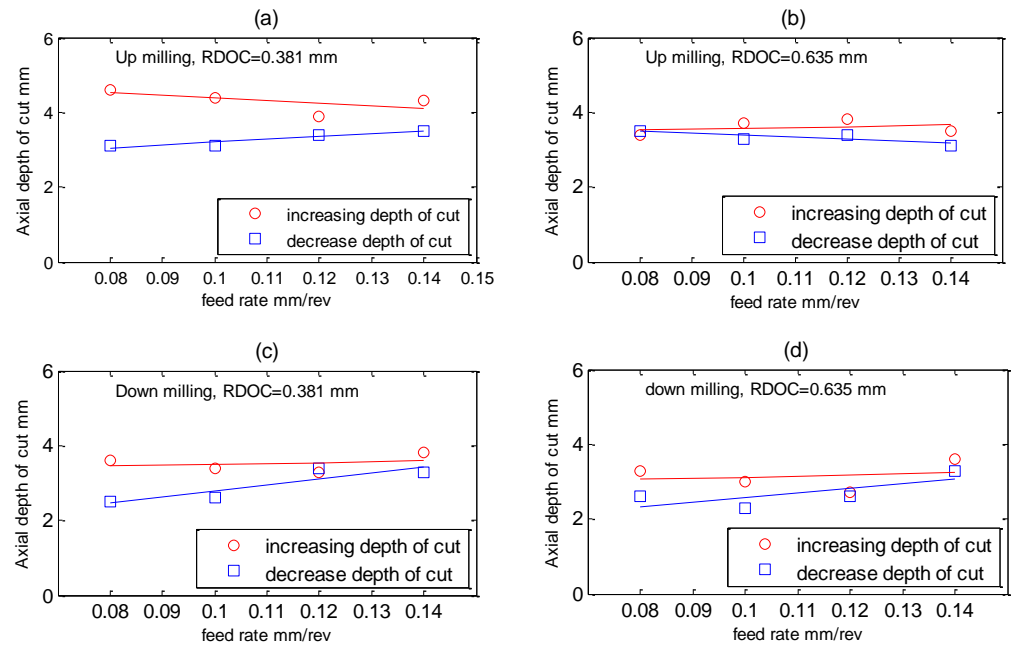 (a)
Up milling, RDOC=0.381 mm
Axial depth of cut mm
6
4
2
0
increasing depth of cut
decrease depth of cut
0.08 0.09 0.1 0.11 0.12 0.13 0.14 0.15
feed rate mm/rev
(b)
Up milling, RDOC=0.635 mm
Axial depth of cut mm
6
4
2
0
increasing depth of cut
decrease depth of cut
0.08 0.09 0.1 0.11 0.12 0.13 0.14
feed rate mm/rev
(c)
Down milling, RDOC=0.381 mm
Axial depth of cut mm
6
4
2
0
increasing depth of cut
decrease depth of cut
0.08 0.09 0.1 0.11 0.12 0.13 0.14
feed rate mm/rev
(d)
down milling, RDOC=0.635 mm
Axial depth of cut mm
6
4
2
0
increasing depth of cut
decrease depth of cut
0.08 0.09 0.1 0.11 0.12 0.13 0.14
feed rate mm/rev